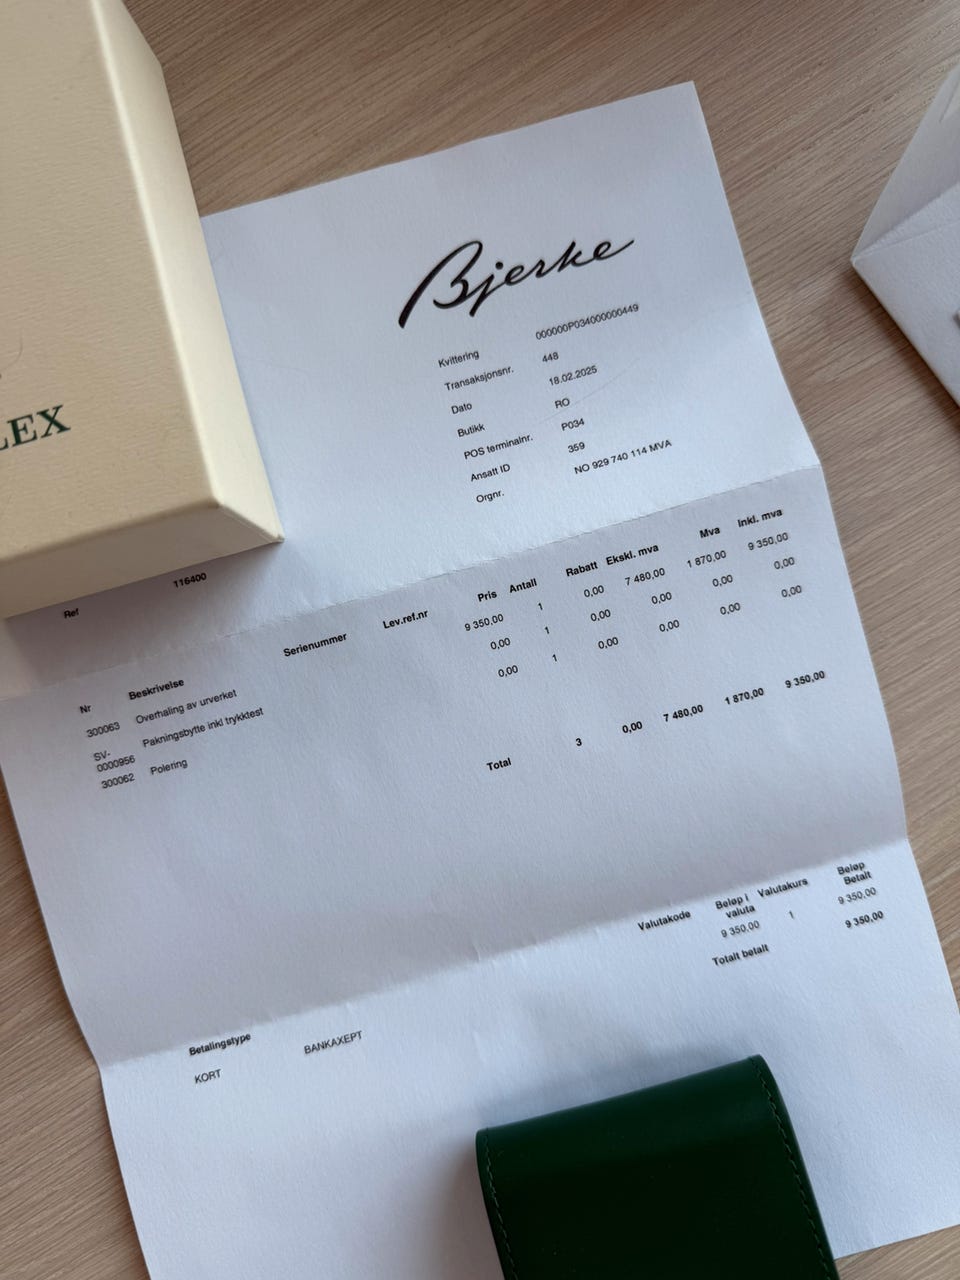 LEX
Bjerke
Kvittering 000000P034000000449
Transaksjonsnr. 448
Dato 18.02.2025
Butikk RO
POS terminalnr. P034
Ansatt ID 359
Orgnr. NO 929 740 114 MVA
Ref 116400
Nr Beskrivelse Serienummer Lev.ref.nr Pris Antall Rabatt Ekskl. mva Mva Inkl. mva
300063 Overhaling av urverket 9 350,00 1 0,00 7 480,00 1 870,00 9 350,00
SV-
0000956 Pakningsbytte inkl trykktest 0,00 1 0,00 0,00 0,00 0,00
300062 Polering 0,00 1 0,00 0,00 0,00 0,00
Total 3 0,00 7 480,00 1 870,00 9 350,00
Betalingstype Valutakode Beløp i valuta Valutakurs Beløp Betalt
KORT BANKAXEPT 9 350,00 1 9 350,00
Totalt betalt 9 350,00